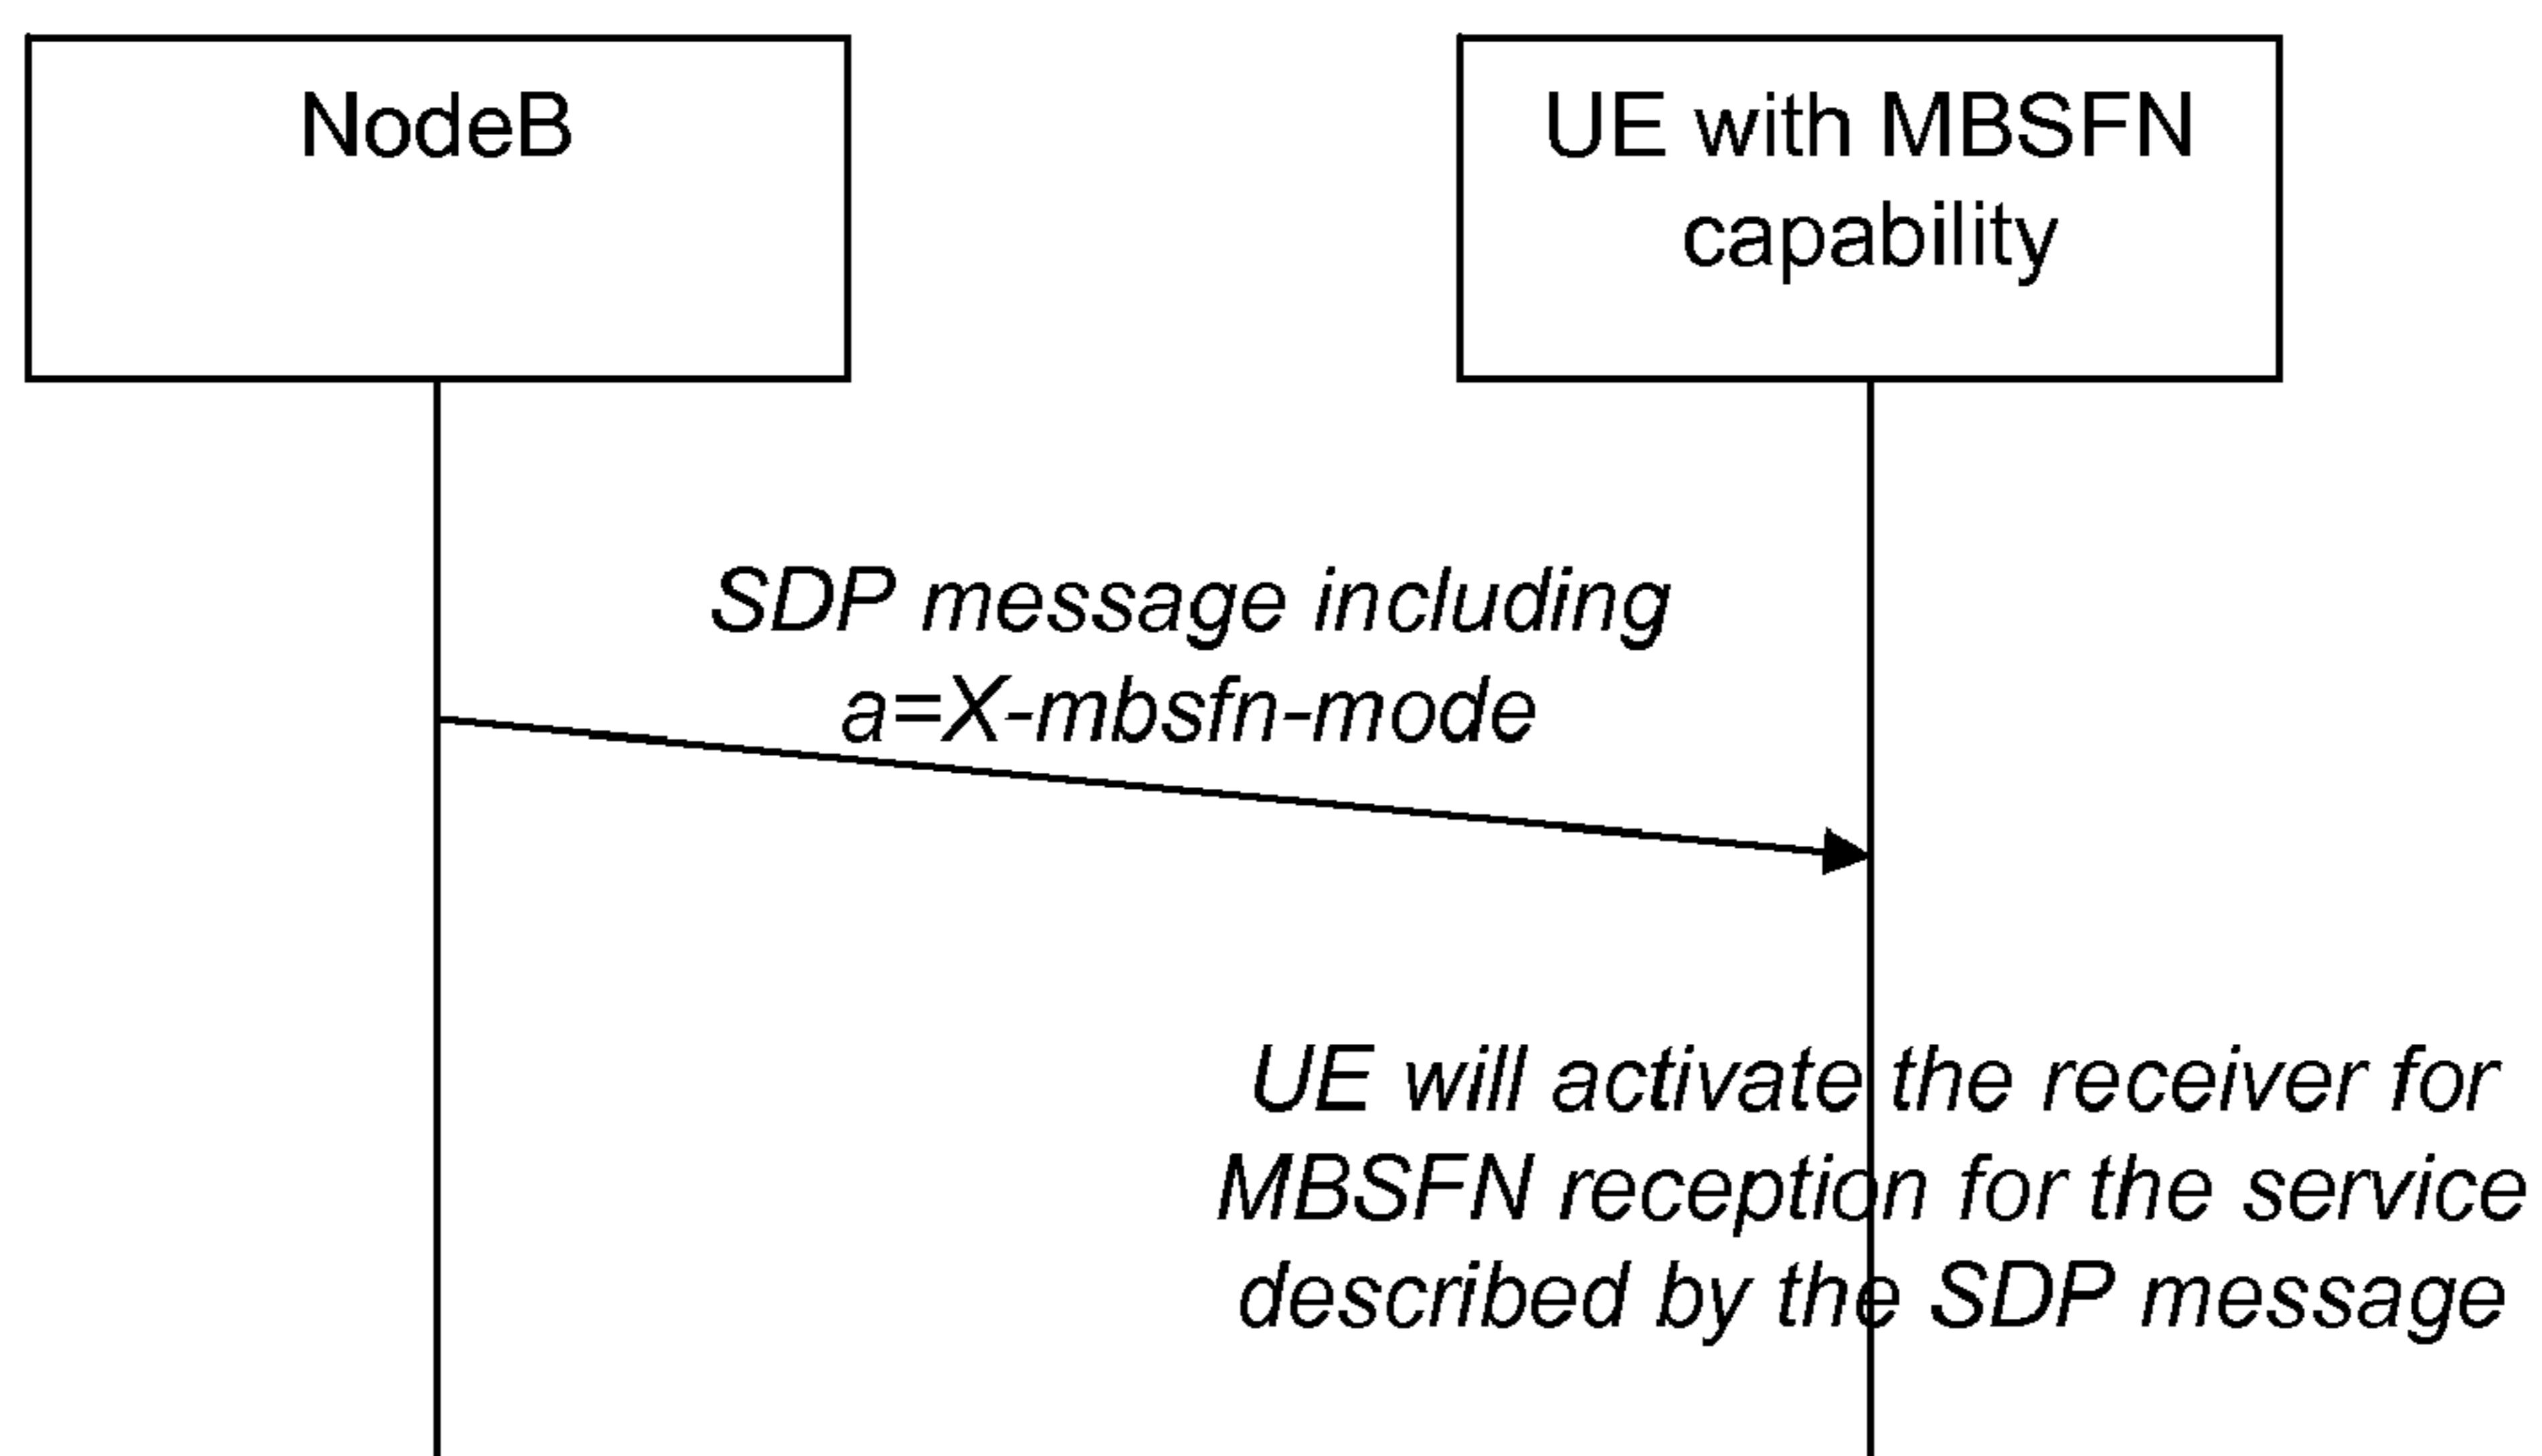 NodeB
UE with MBSFN
capability
SDP message including
a=X-mbsfn-mode
UE will activate the receiver for
MBSFN reception for the service
described by the SDP message